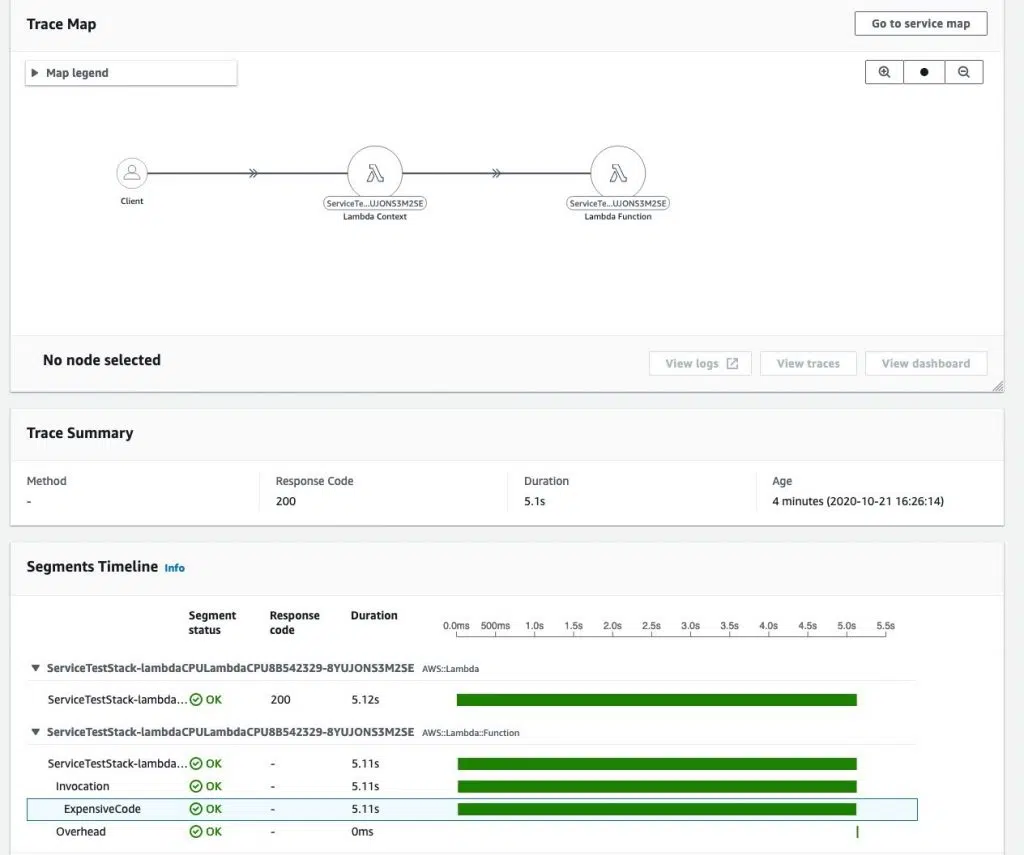 Trace Map
Go to service map
Map legend
Client
ServiceTe...UJONS3M2SE
Lambda Context
ServiceTe...UJONS3M2SE
Lambda Function
No node selected
View logs
View traces
View dashboard
Trace Summary
Method
Response Code
Duration
Age
-
200
5.1s
4 minutes (2020-10-21 16:26:14)
Segments Timeline Info
Segment status
Response code
Duration
0.0ms 500ms 1.0s 1.5s 2.0s 2.5s 3.0s 3.5s 4.0s 4.5s 5.0s 5.5s
ServiceTestStack-lambdaCPULambdaCPU8B542329-8YUJONS3M2SE AWS::Lambda
ServiceTestStack-lambda... OK 200 5.12s
ServiceTestStack-lambdaCPULambdaCPU8B542329-8YUJONS3M2SE AWS::Lambda::Function
ServiceTestStack-lambda... OK - 5.11s
Invocation OK - 5.11s
ExpensiveCode OK - 5.11s
Overhead OK - 0ms